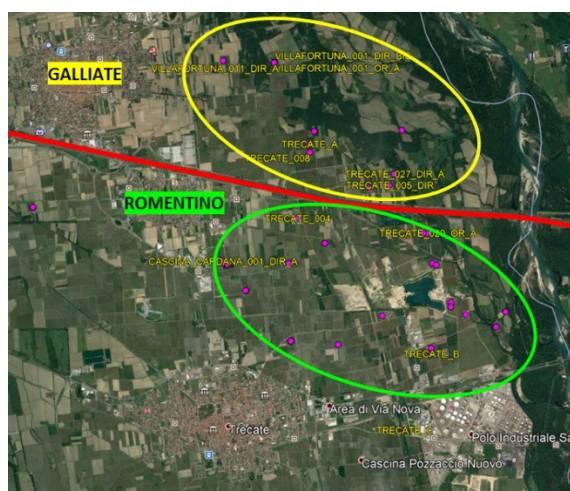 VILLAFORTUNA_001_DIR_B
GALLIATE
VILLAFORTUNA_011_DIR_A
VILLAFORTUNA_001_OR_A
TRECATE_A
TRECATE_008
TRECATE_027_DIR_A
TRECATE_005_DIR
ROMENTINO
TRECATE_004
TRECATE_020_OR_A
CASCINA_CARDANA_001_DIR_A
TRECATE_B
Area di Via Nova
Trecate
TRECATE_C
Polo Industriale Sa
Cascina Pozzaccio Nuovo